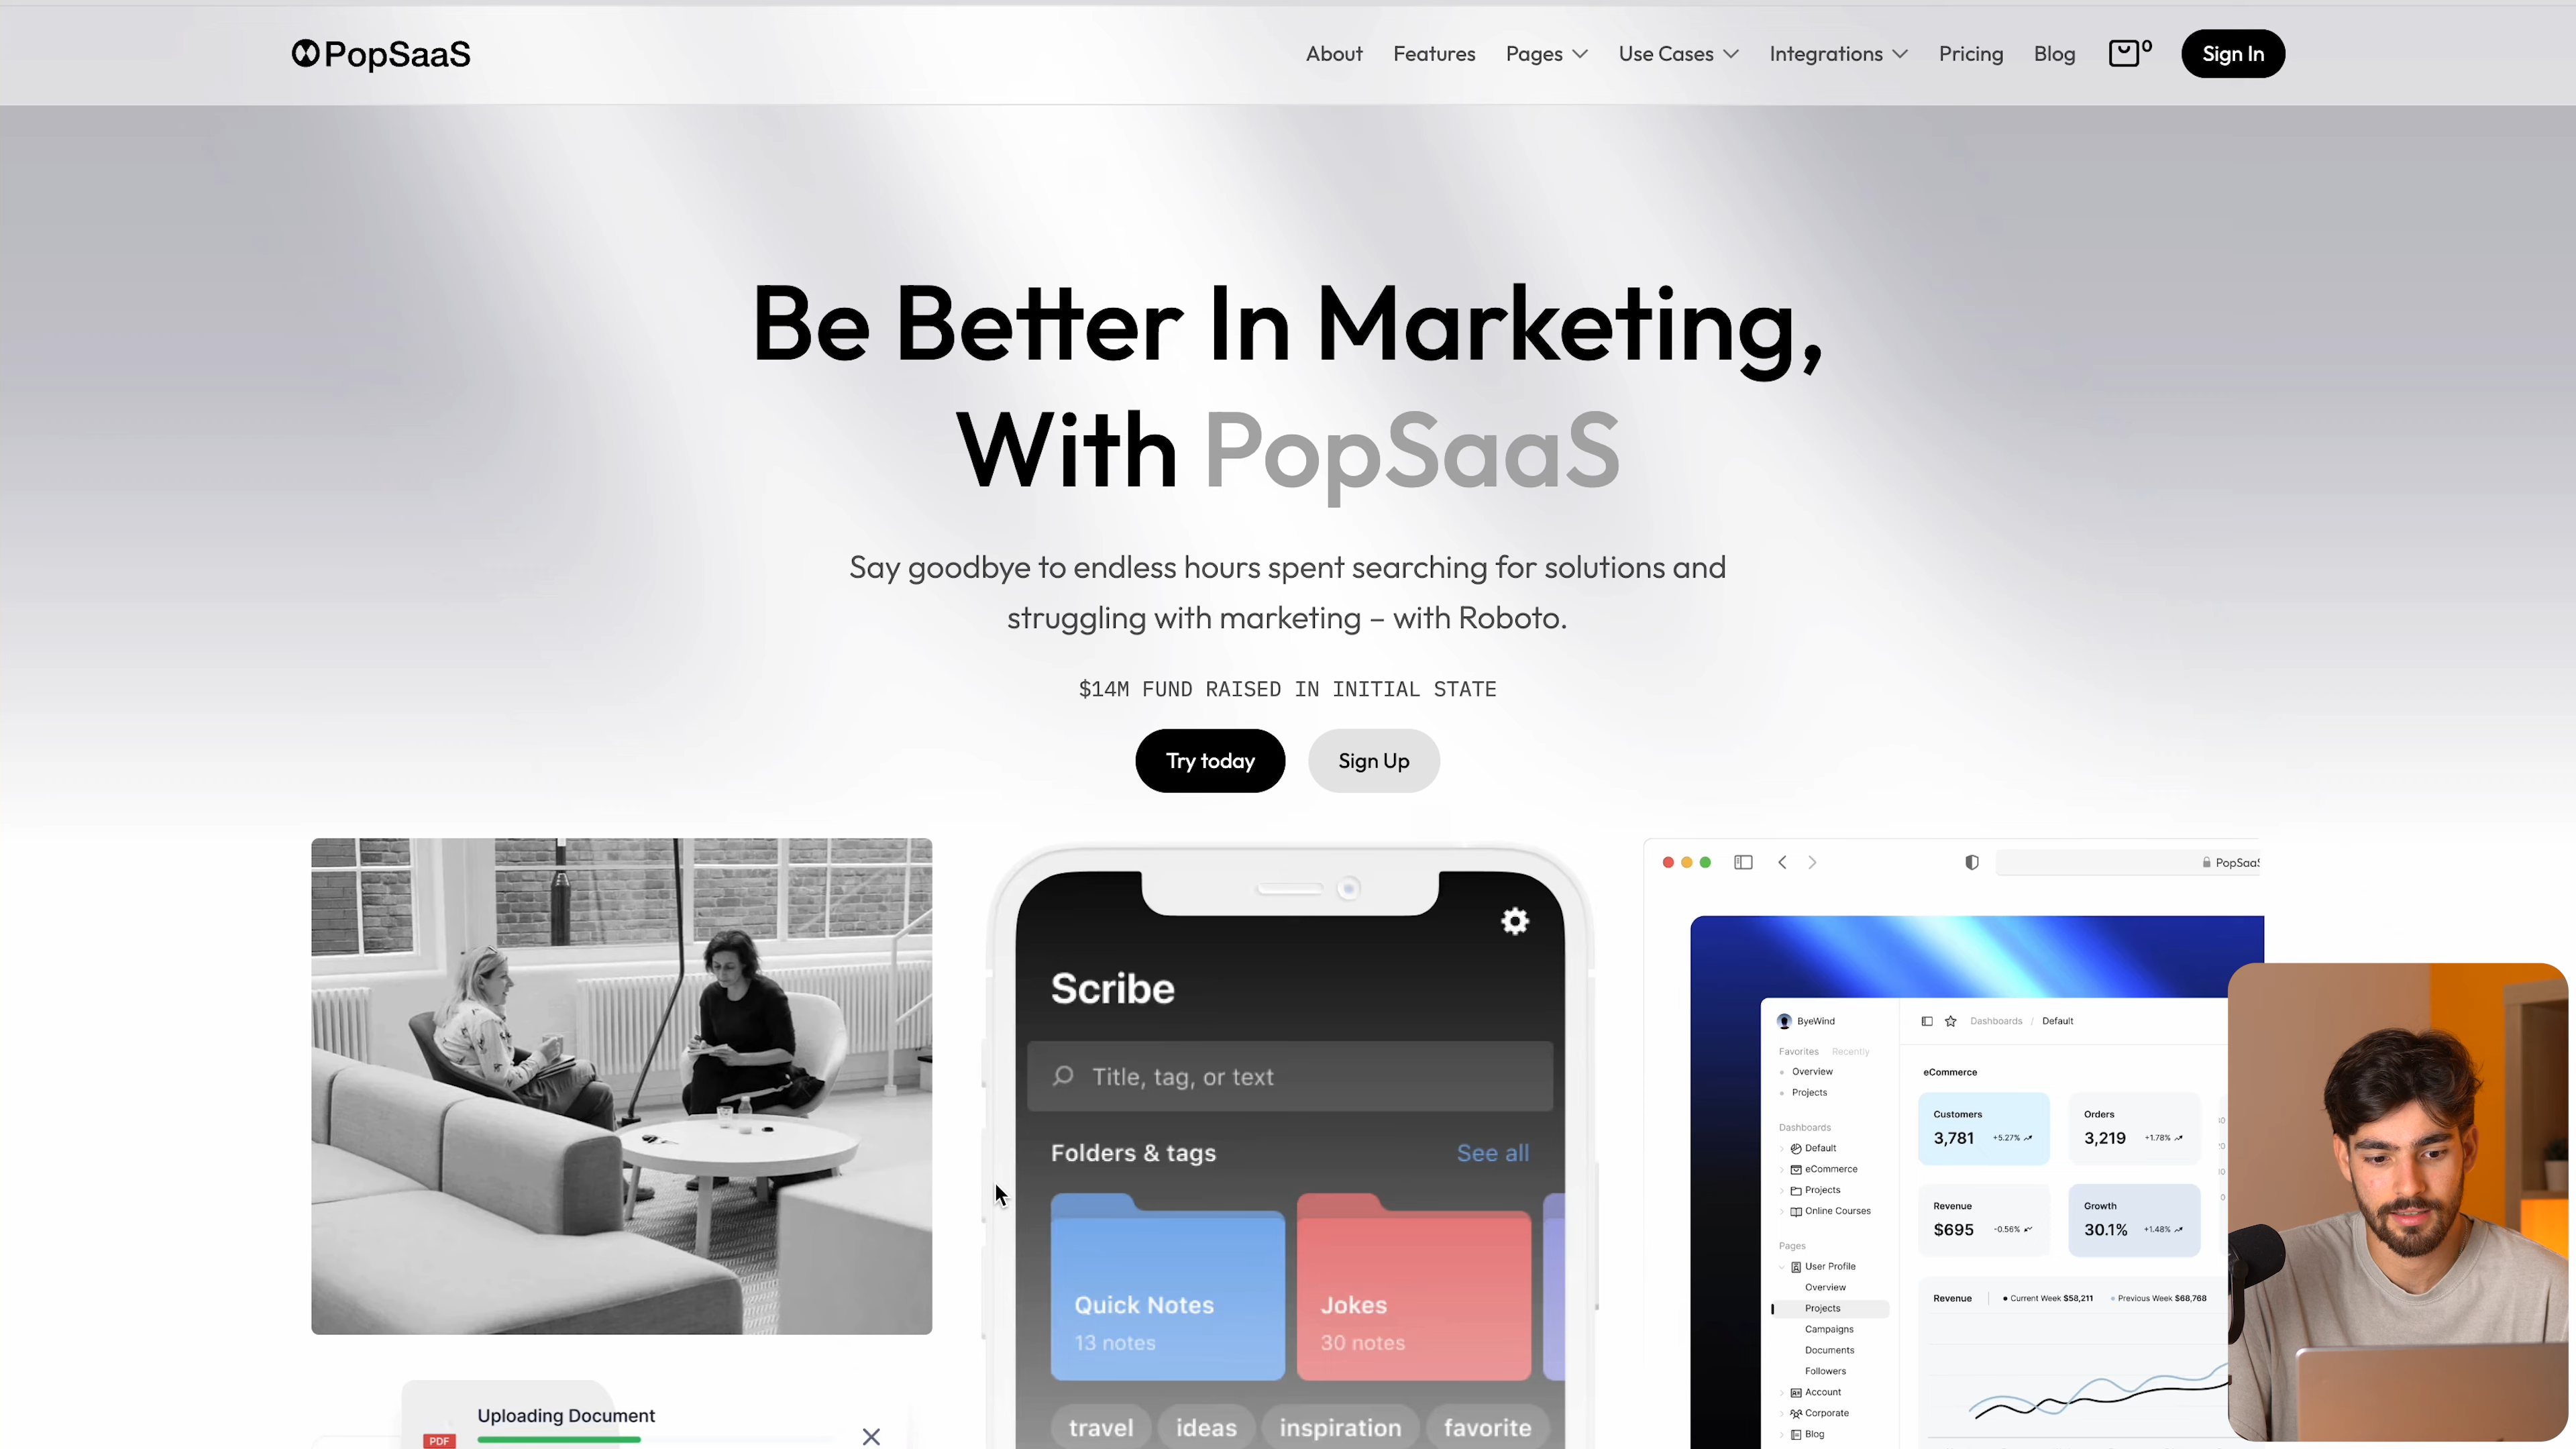 PopSaaS
About
Features
Pages
Use Cases
Integrations
Pricing
Blog
0
Sign In
Be Better In Marketing,
With PopSaaS
Say goodbye to endless hours spent searching for solutions and
struggling with marketing – with Roboto.
$14M FUND RAISED IN INITIAL STATE
Try today
Sign Up
Uploading Document
PDF
Scribe
Title, tag, or text
Folders & tags
See all
Quick Notes
13 notes
Jokes
30 notes
travel
ideas
inspiration
favorite
PopSaaS
ByeWind
Favorites Recently
Overview
Projects
Dashboards
Default
eCommerce
Projects
Online Courses
Pages
User Profile
Overview
Projects
Campaigns
Documents
Followers
Account
Corporate
Blog
Dashboards / Default
eCommerce
Customers
3,781 +5.27%
Orders
3,219 +1.78%
Revenue
$695 -0.56%
Growth
30.1% +1.48%
Revenue
Current Week $58,211
Previous Week $68,768